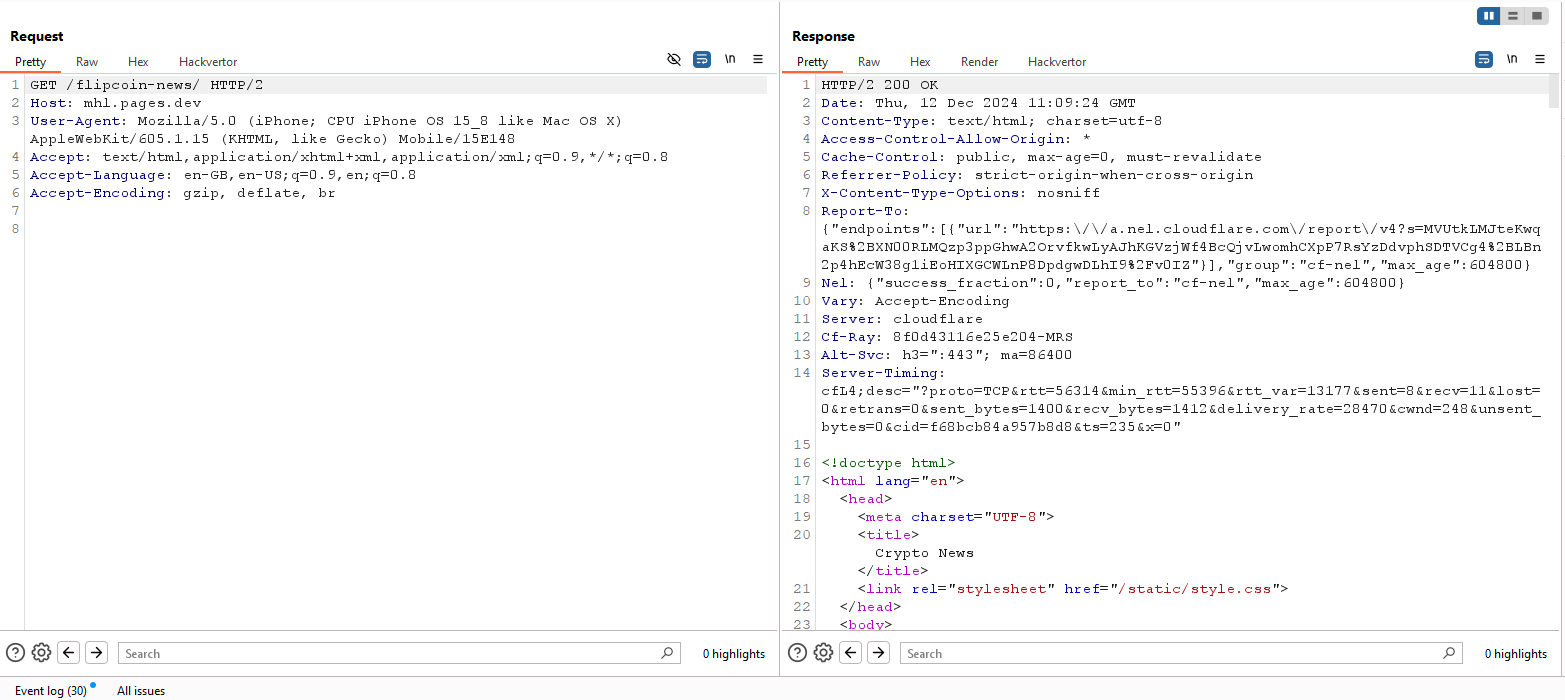 Request
Pretty Raw Hex Hackvertor
\n
1 GET /flipcoin-news/ HTTP/2
2 Host: mhl.pages.dev
3 User-Agent: Mozilla/5.0 (iPhone; CPU iPhone OS 15_8 like Mac OS X)
AppleWebKit/605.1.15 (KHTML, like Gecko) Mobile/15E148
4 Accept: text/html,application/xhtml+xml,application/xml;q=0.9,*/*;q=0.8
5 Accept-Language: en-GB,en-US;q=0.9,en;q=0.8
6 Accept-Encoding: gzip, deflate, br
7
8
Search
0 highlights
Response
Pretty Raw Hex Render Hackvertor
\n
1 HTTP/2 200 OK
2 Date: Thu, 12 Dec 2024 11:09:24 GMT
3 Content-Type: text/html; charset=utf-8
4 Access-Control-Allow-Origin: *
5 Cache-Control: public, max-age=0, must-revalidate
6 Referrer-Policy: strict-origin-when-cross-origin
7 X-Content-Type-Options: nosniff
8 Report-To:
{"endpoints":[{"url":"https:\/\/a.nel.cloudflare.com\/report\/v4?s=MVUtkLMJteKwq
aKS%2BXN00RLMQzp3ppGhwA2OrvfkwLyAJhKGVzjWf4BcQjvLwomhCXpP7RsYzDdvphSDTVCg4%2BLBn
2p4hEcW38g1iEoHIXGCWLnP8DpdgwDLhI9%2Fv0IZ"}],"group":"cf-nel","max_age":604800}
9 Nel: {"success_fraction":0,"report_to":"cf-nel","max_age":604800}
10 Vary: Accept-Encoding
11 Server: cloudflare
12 Cf-Ray: 8f0d43116e25e204-MRS
13 Alt-Svc: h3=":443"; ma=86400
14 Server-Timing:
cfL4;desc="?proto=TCP&rtt=56314&min_rtt=55396&rtt_var=13177&sent=8&recv=11&lost=
0&retrans=0&sent_bytes=1400&recv_bytes=1412&delivery_rate=28470&cwnd=248&unsent_
bytes=0&cid=f68bcb84a957b8d8&ts=235&x=0"
15
16 <!doctype html>
17 <html lang="en">
18 <head>
19 <meta charset="UTF-8">
20 <title>
Crypto News
</title>
21 <link rel="stylesheet" href="/static/style.css">
22 </head>
23 <body>
Search
0 highlights
Event log (30) All issues